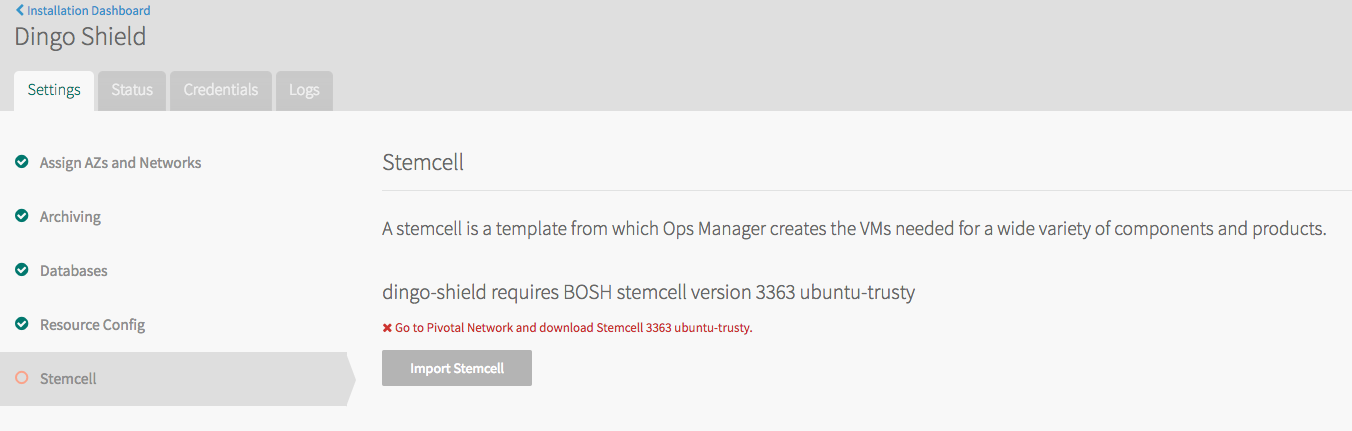 Installation Dashboard
Dingo Shield
Settings
Status
Credentials
Logs
Assign AZs and Networks
Archiving
Databases
Resource Config
Stemcell
Stemcell
A stemcell is a template from which Ops Manager creates the VMs needed for a wide variety of components and products.
dingo-shield requires BOSH stemcell version 3363 ubuntu-trusty
Go to Pivotal Network and download Stemcell 3363 ubuntu-trusty.
Import Stemcell